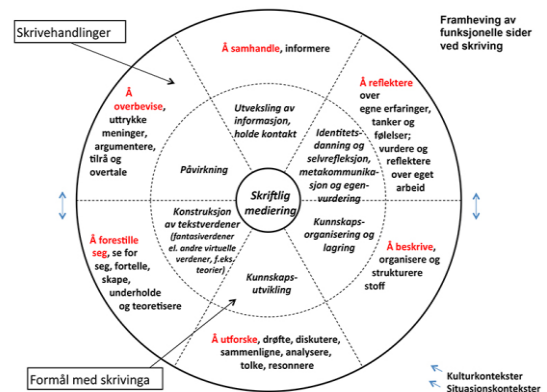 Skrivehandlinger
Framheving av
funksjonelle sider
ved skriving
Å samhandle, informere
Å
overbevise,
uttrykke
meninger,
argumentere,
tilrå og
overtale
Å reflektere
over
egne erfaringer,
tanker og
følelser;
vurdere og
reflektere
over eget
arbeid
Utveksling av
informasjon,
holde kontakt
Identitets-
danning og
selvrefleksjon,
metakommunika-
sjon og egen-
vurdering
Påvirkning
Skriftlig
mediering
Konstruksjon
av tekstverdener
(fantasiverdener
el. andre virtuelle
verdener, f.eks.
teorier)
Kunnskaps-
organisering og
lagring
Kunnskaps-
utvikling
Å forestille
seg, se for
seg, fortelle,
skape,
underholde
og teoretisere
Å beskrive,
organisere og
strukturere
stoff
Å utforske, drøfte, diskutere,
sammenligne, analysere,
tolke, resonnere
Formål med skrivinga
Kulturkontekster
Situasjonskontekster